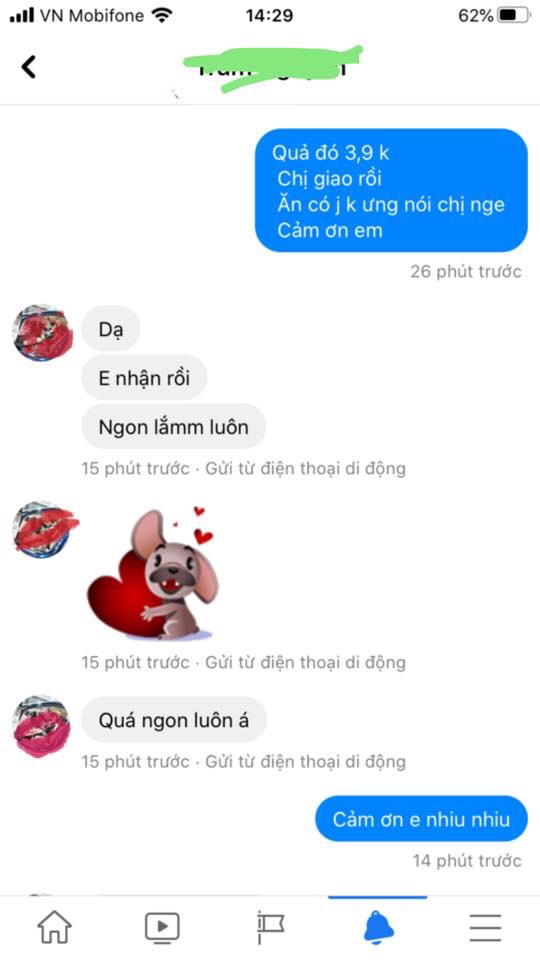 VN Mobifone
14:29
62%
Quả đó 3,9 k
Chị giao rồi
Ăn có j k ưng nói chị nge
Cảm ơn em
26 phút trước
Dạ
E nhận rồi
Ngon lắmm luôn
15 phút trước · Gửi từ điện thoại di động
15 phút trước · Gửi từ điện thoại di động
Quá ngon luôn á
15 phút trước · Gửi từ điện thoại di động
Cảm ơn e nhiu nhiu
14 phút trước